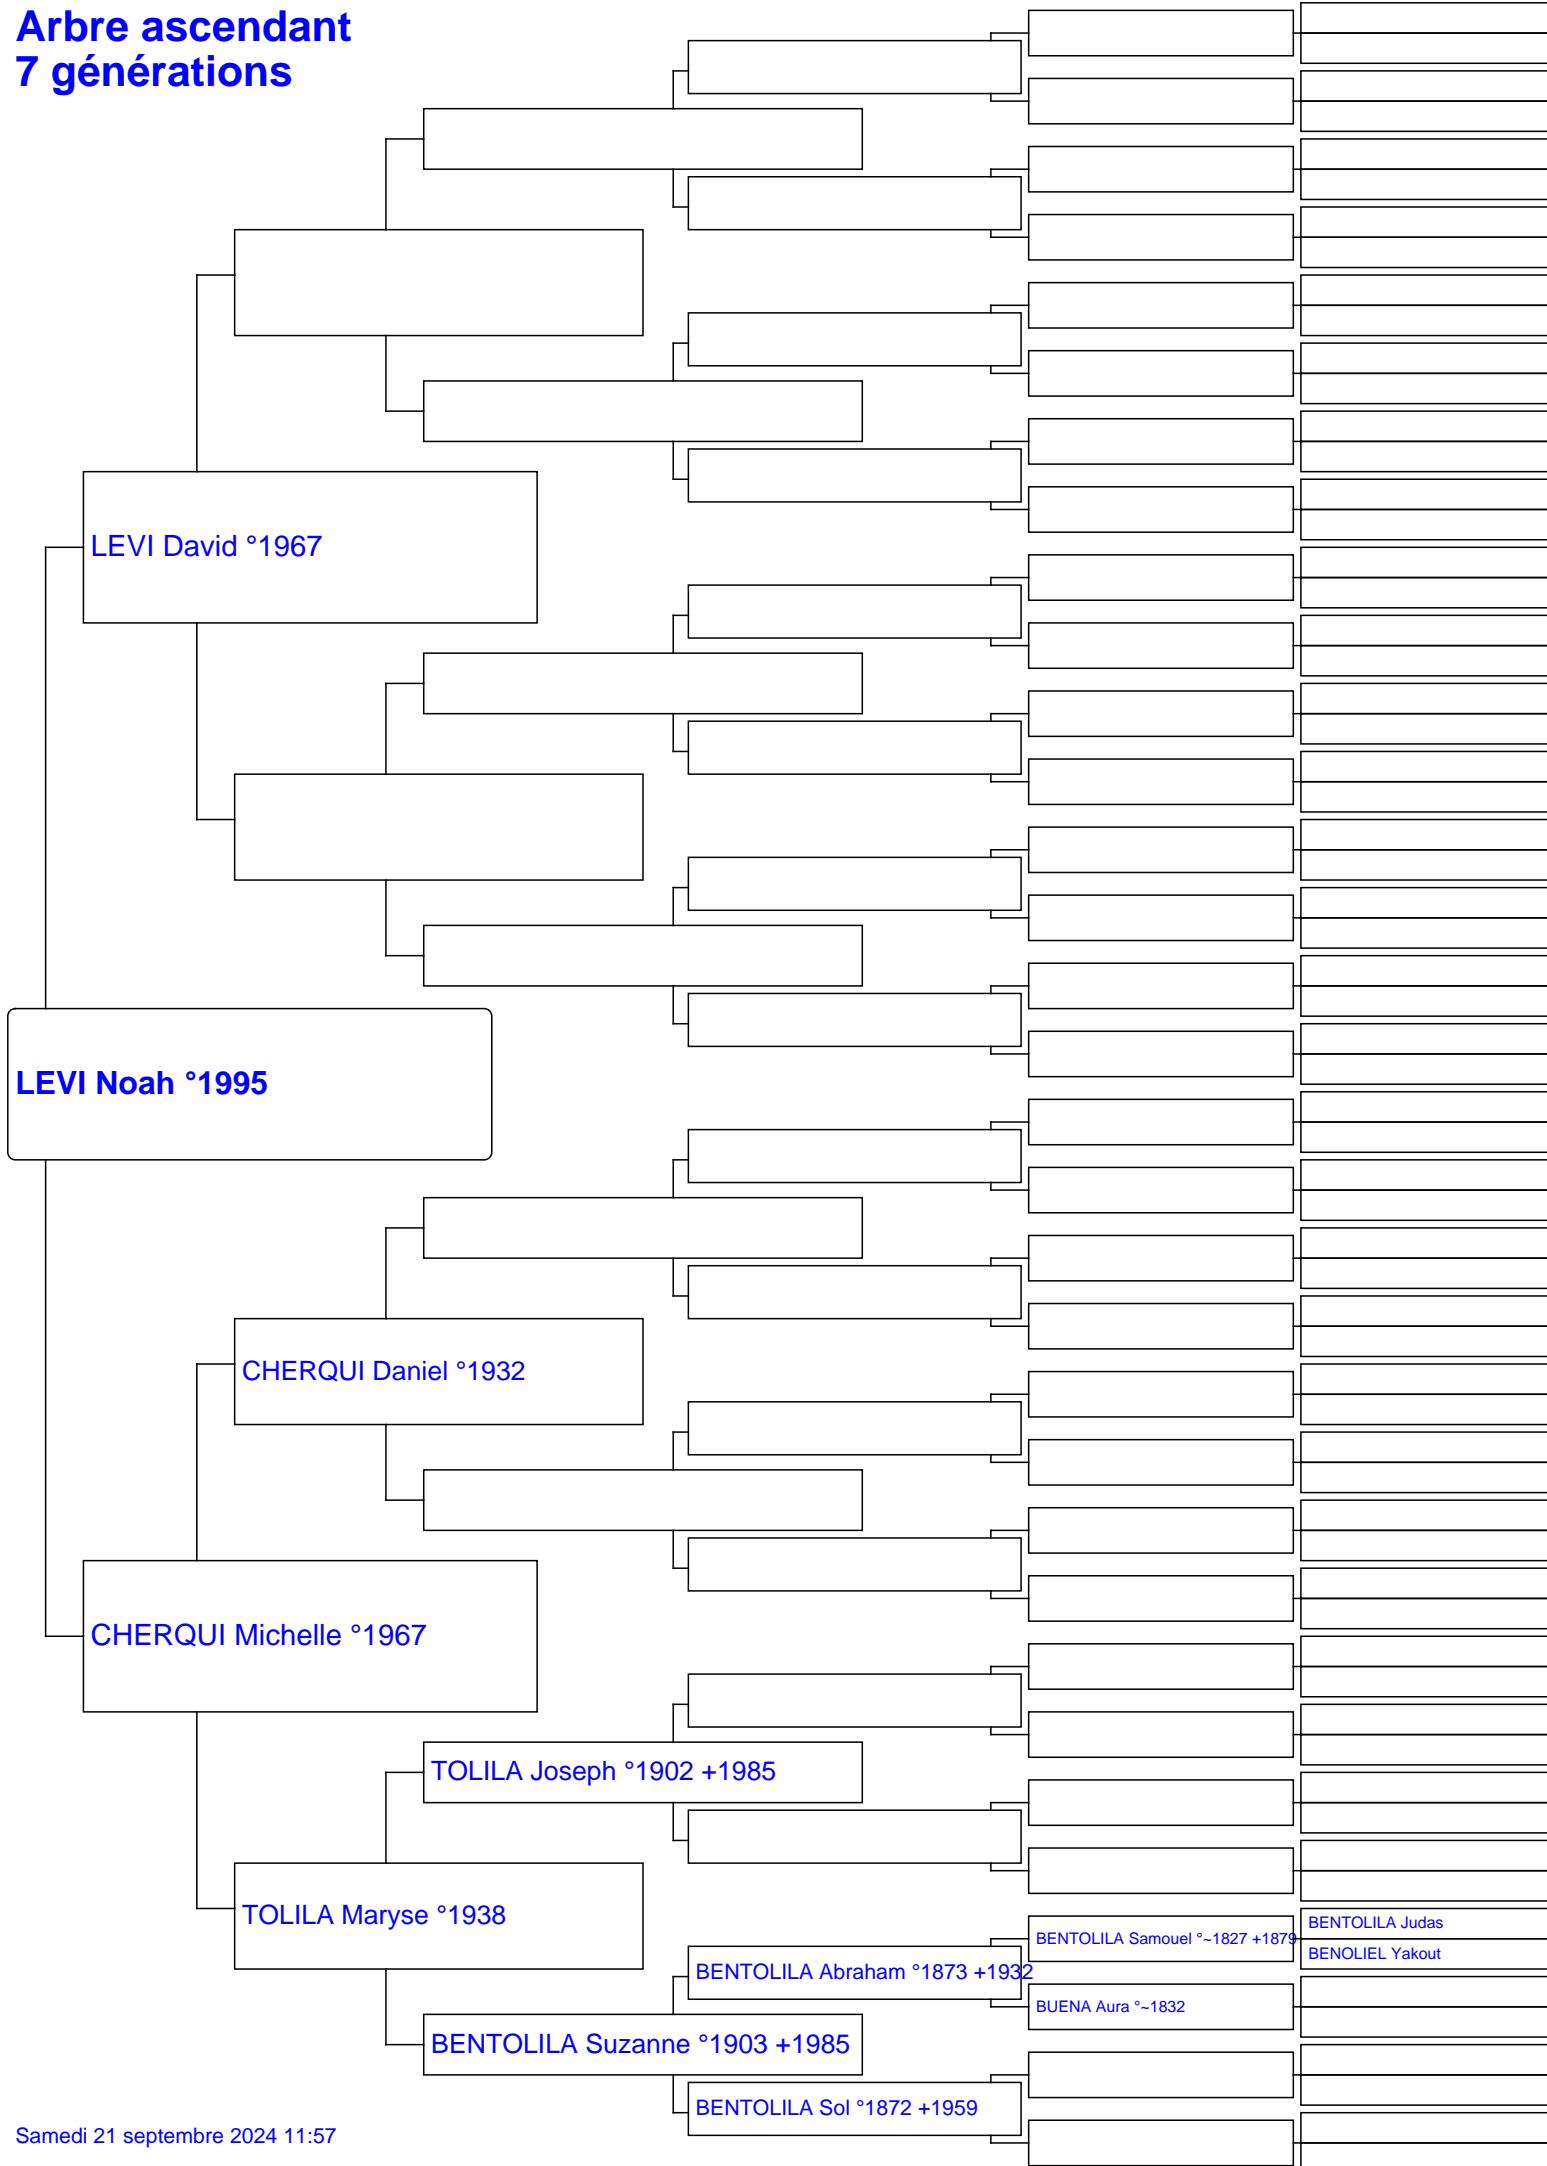 Arbre ascendant
7 générations
LEVI David °1967
LEVI Noah °1995
CHERQUI Daniel °1932
CHERQUI Michelle °1967
TOLILA Joseph °1902 +1985
TOLILA Maryse °1938
BENTOLILA Judas
BENTOLILA Samouel °~1827 +1879
BENOLIEL Yakout
BENTOLILA Abraham °1873 +1932
BUENA Aura °~1832
BENTOLILA Suzanne °1903 +1985
BENTOLILA Sol °1872 +1959
Samedi 21 septembre 2024 11:57